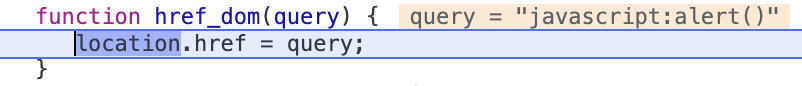 function href_dom(query) { query = "javascript:alert()"
location.href = query;
}